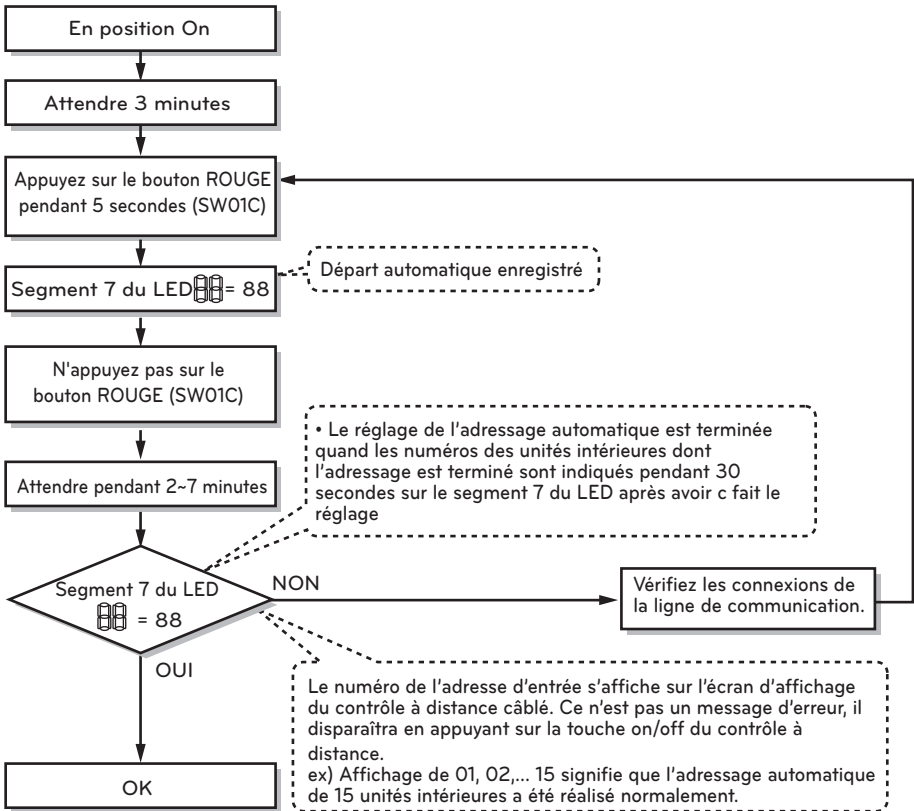 En position On
Attendre 3 minutes
Appuyez sur le bouton ROUGE
pendant 5 secondes (SW01C)
Segment 7 du LED 88 = 88
Départ automatique enregistré
N'appuyez pas sur le
bouton ROUGE (SW01C)
• Le réglage de l'adressage automatique est terminée
quand les numéros des unités intérieures dont
l'adressage est terminé sont indiqués pendant 30
secondes sur le segment 7 du LED après avoir c fait le
réglage
Attendre pendant 2~7 minutes
Segment 7 du LED
88 = 88
NON
Vérifiez les connexions de
la ligne de communication.
OUI
Le numéro de l'adresse d'entrée s'affiche sur l'écran d'affichage
du contrôle à distance câblé. Ce n'est pas un message d'erreur, il
disparaîtra en appuyant sur la touche on/off du contrôle à
distance.
ex) Affichage de 01, 02,... 15 signifie que l'adressage automatique
de 15 unités intérieures a été réalisé normalement.
OK